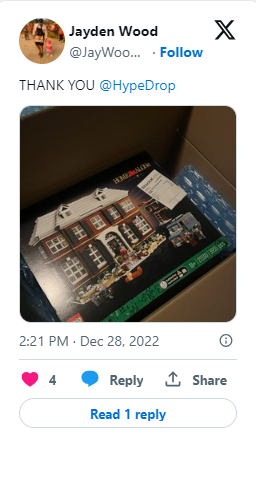 Jayden Wood
@JayWoo... · Follow
THANK YOU @HypeDrop
HOME ALONE
2:21 PM · Dec 28, 2022
4 Reply Share
Read 1 reply